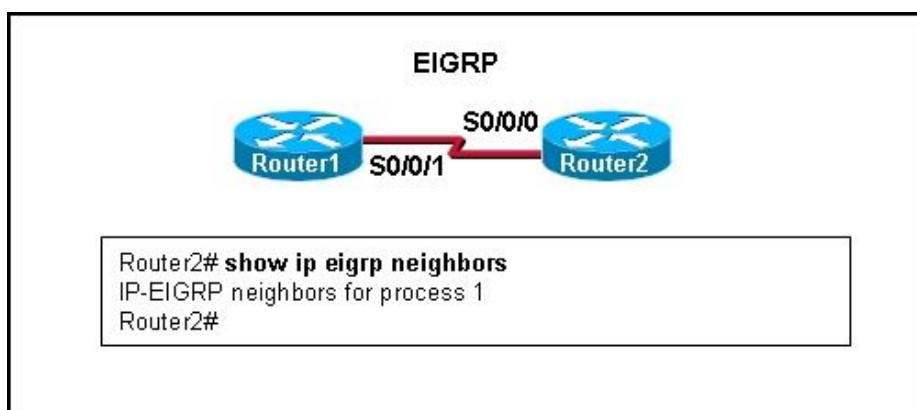 EIGRP
S0/0/0
Router1
S0/0/1
Router2
Router2# show ip eigrp neighbors
IP-EIGRP neighbors for process 1
Router2#